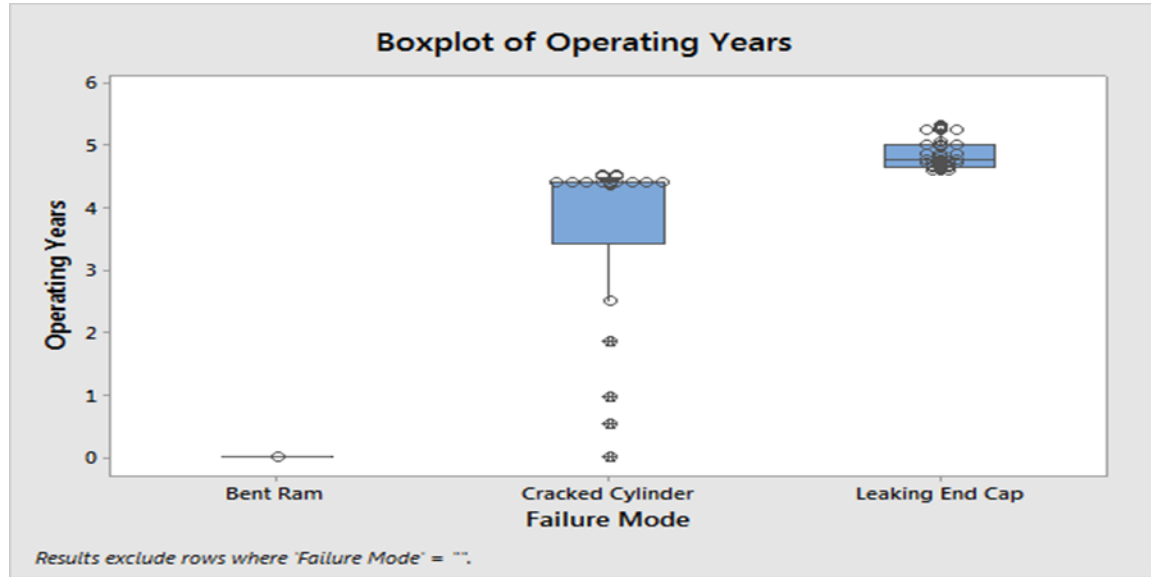 Boxplot of Operating Years
6
5
4
3
2
1
0
Operating Years
Bent Ram
Cracked Cylinder
Leaking End Cap
Failure Mode
Results exclude rows where 'Failure Mode' = "".